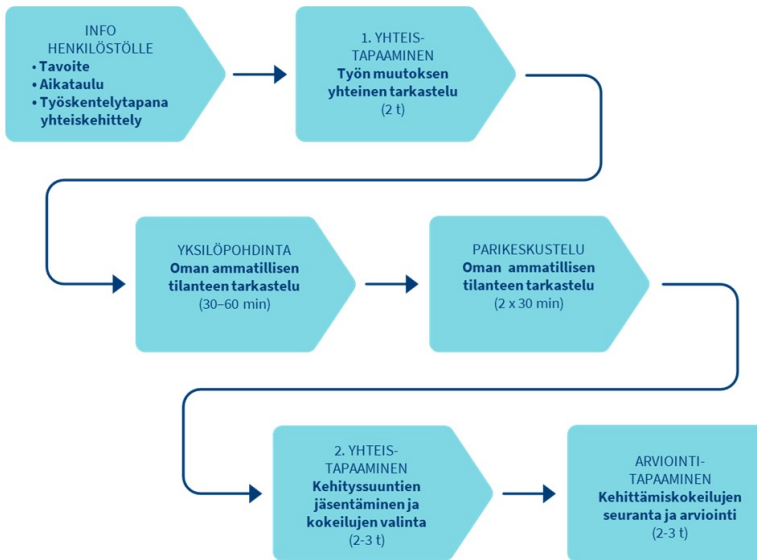 INFO
HENKILÖSTÖLLE
• Tavoite
• Aikataulu
• Työskentelytapana
yhteiskehittely
1. YHTEIS-
TAPAAMINEN
Työn muutoksen
yhteinen tarkastelu
(2 t)
YKSILÖPOHDINTA
Oman ammatillisen
tilanteen tarkastelu
(30–60 min)
PARIKESKUSTELU
Oman ammatillisen
tilanteen tarkastelu
(2 x 30 min)
2. YHTEIS-
TAPAAMINEN
Kehityssuuntien
jäsentäminen ja
kokeilujen valinta
(2-3 t)
ARVIOINTI-
TAPAAMINEN
Kehittämiskokeilujen
seuranta ja arviointi
(2-3 t)